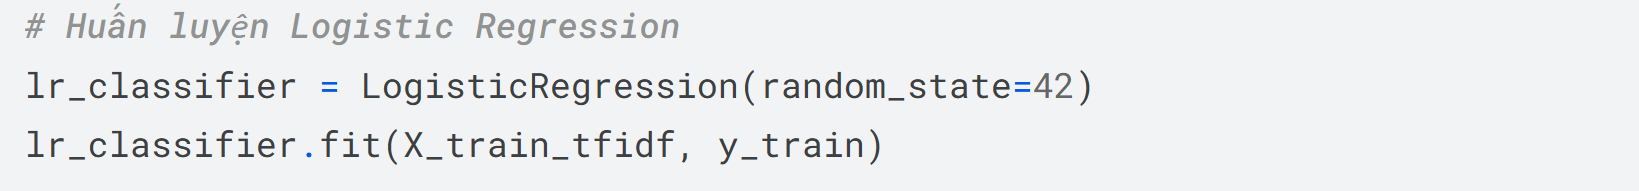 # Huấn luyện Logistic Regression
lr_classifier = LogisticRegression(random_state=42)
lr_classifier.fit(X_train_tfidf, y_train)